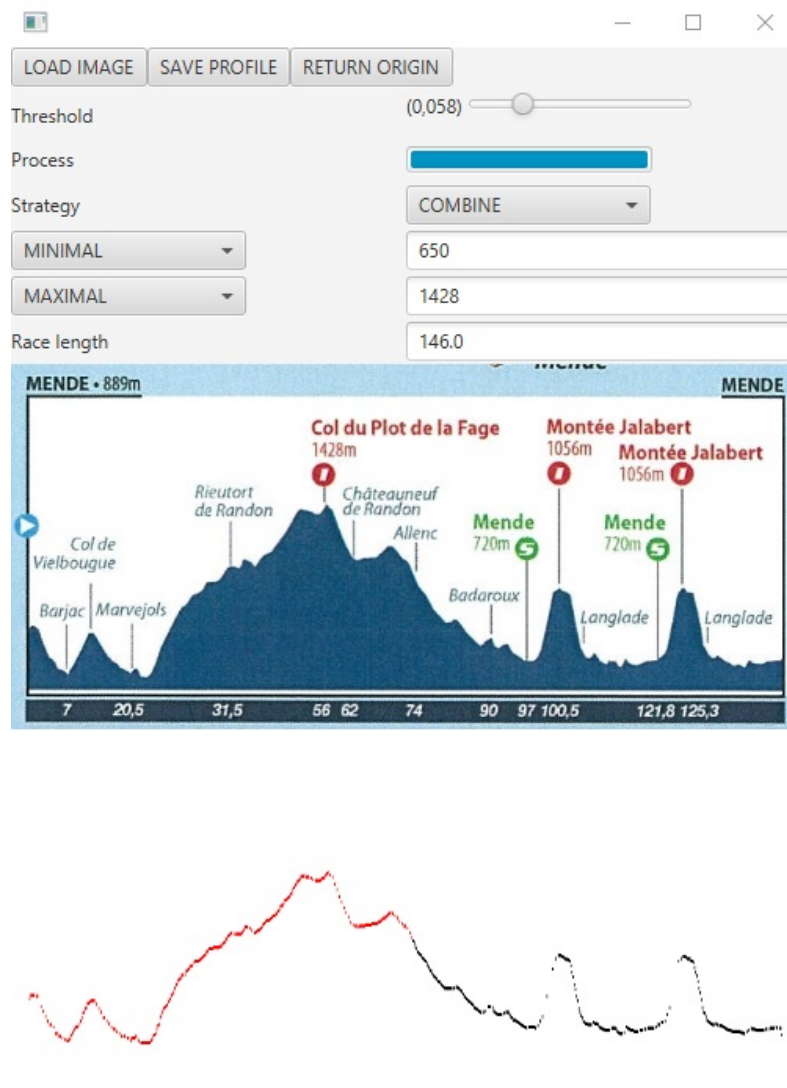 LOAD IMAGE SAVE PROFILE RETURN ORIGIN
Threshold (0,058)
Process
Strategy COMBINE
MINIMAL 650
MAXIMAL 1428
Race length 146.0
Mende
MENDE • 889m MENDE
Col du Plot de la Fage
1428m
Montée Jalabert
1056m
Montée Jalabert
1056m
Rieutort
de Randon
Châteauneuf
de Randon
Allenc
Mende
720m S
Mende
720m S
Col de
Vielbougue
Barjac Marvejols
Badaroux
Langlade
Langlade
7 20,5 31,5 56 62 74 90 97 100,5 121,8 125,3